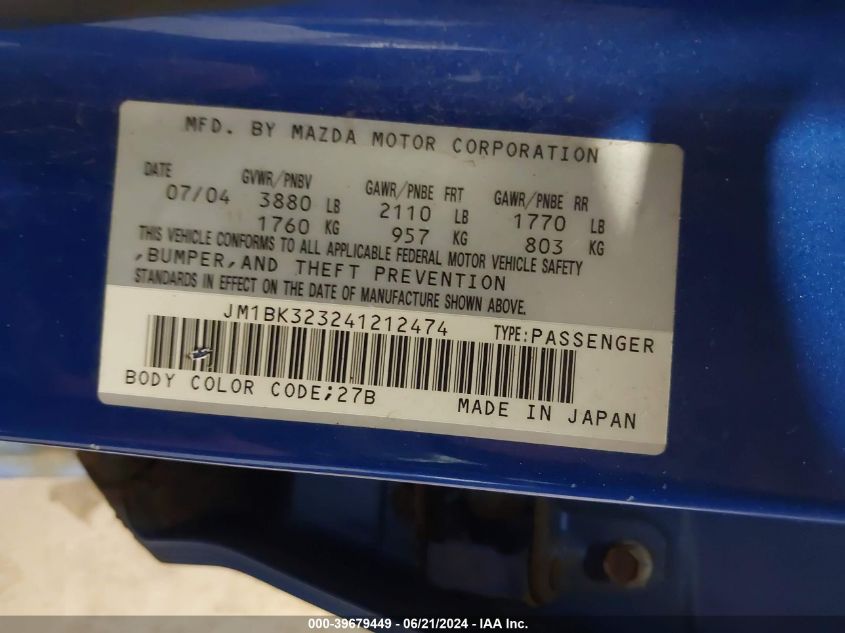 MFD. BY MAZDA MOTOR CORPORATION
DATE GVWR/PNBV GAWR/PNBE FRT GAWR/PNBE RR
07/04 3880 LB 2110 LB 1770 LB
1760 KG 957 KG 803 KG
THIS VEHICLE CONFORMS TO ALL APPLICABLE FEDERAL MOTOR VEHICLE SAFETY
,BUMPER,AND THEFT PREVENTION
STANDARDS IN EFFECT ON THE DATE OF MANUFACTURE SHOWN ABOVE.
JM1BK323241212474 TYPE:PASSENGER
BODY COLOR CODE;27B MADE IN JAPAN
000-39679449 - 06/21/2024 - IAA Inc.